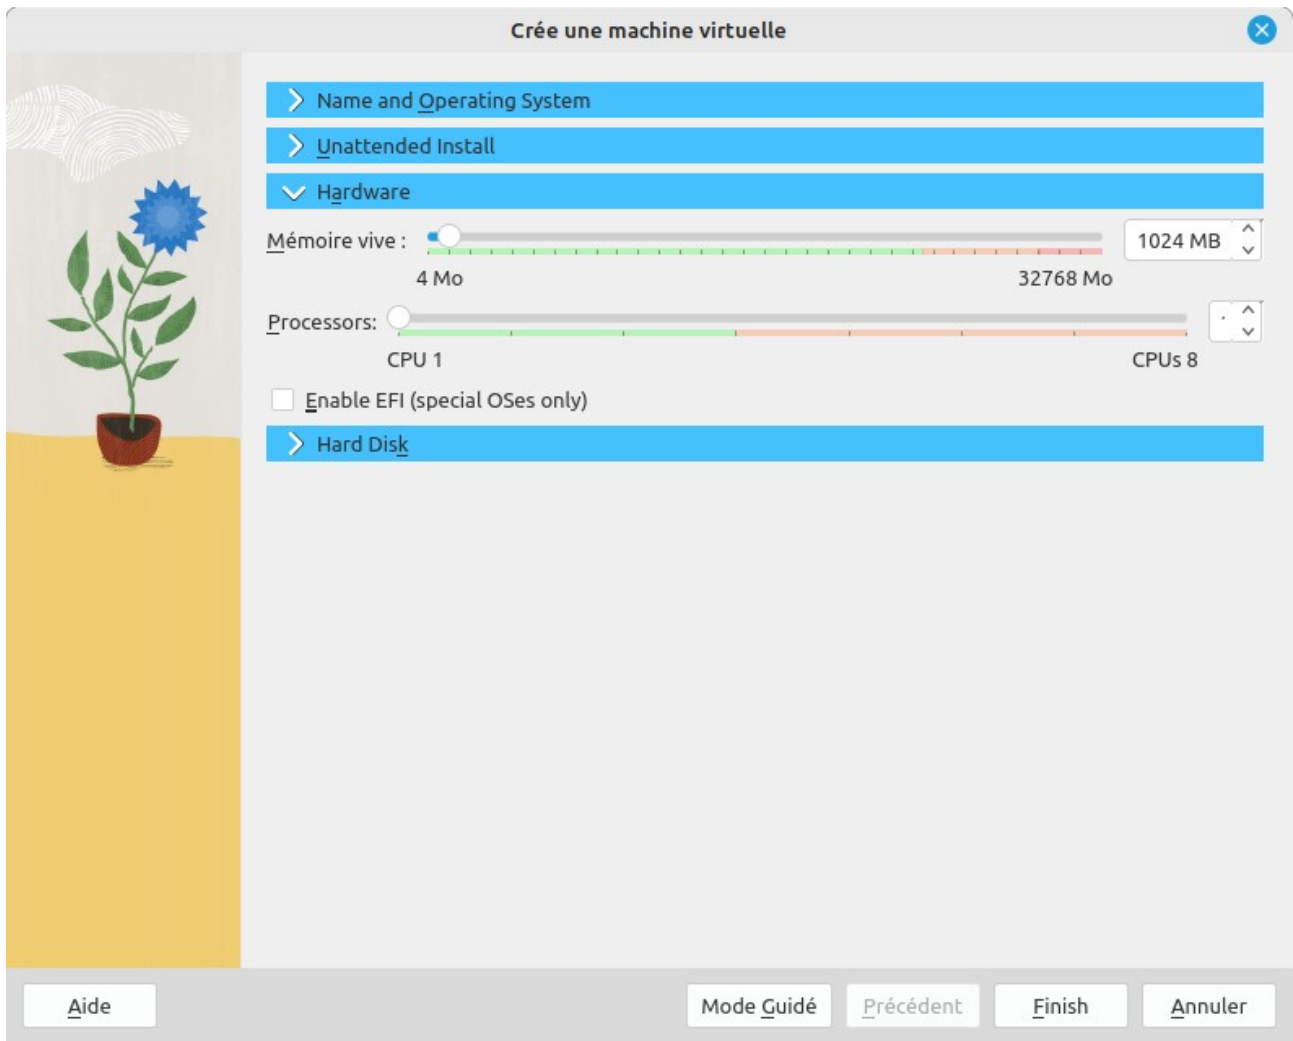 Crée une machine virtuelle
Name and Operating System
Unattended Install
Hardware
Mémoire vive : 1024 MB
4 Mo 32768 Mo
Processors:
CPU 1 CPUs 8
Enable EFI (special OSes only)
Hard Disk
Aide Mode Guidé Précédent Finish Annuler